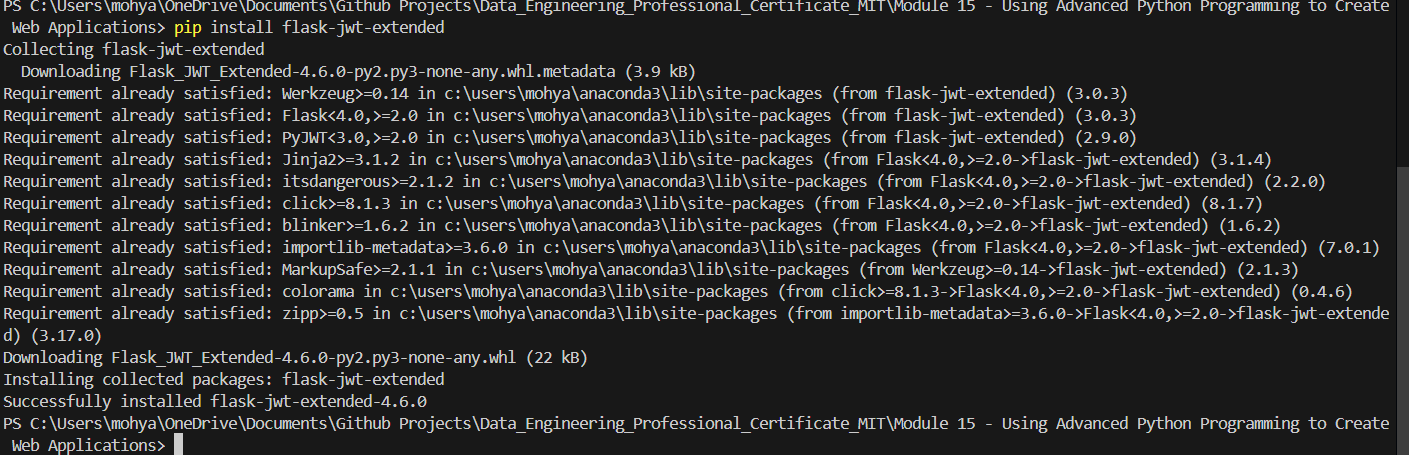 PS C:\Users\mohya\OneDrive\Documents\Github Projects\Data_Engineering_Professional_Certificate_MIT\Module 15 - Using Advanced Python Programming to Create
 Web Applications> pip install flask-jwt-extended
Collecting flask-jwt-extended
  Downloading Flask_JWT_Extended-4.6.0-py2.py3-none-any.whl.metadata (3.9 kB)
Requirement already satisfied: Werkzeug>=0.14 in c:\users\mohya\anaconda3\lib\site-packages (from flask-jwt-extended) (3.0.3)
Requirement already satisfied: Flask<4.0,>=2.0 in c:\users\mohya\anaconda3\lib\site-packages (from flask-jwt-extended) (3.0.3)
Requirement already satisfied: PyJWT<3.0,>=2.0 in c:\users\mohya\anaconda3\lib\site-packages (from flask-jwt-extended) (2.9.0)
Requirement already satisfied: Jinja2>=3.1.2 in c:\users\mohya\anaconda3\lib\site-packages (from Flask<4.0,>=2.0->flask-jwt-extended) (3.1.4)
Requirement already satisfied: itsdangerous>=2.1.2 in c:\users\mohya\anaconda3\lib\site-packages (from Flask<4.0,>=2.0->flask-jwt-extended) (2.2.0)
Requirement already satisfied: click>=8.1.3 in c:\users\mohya\anaconda3\lib\site-packages (from Flask<4.0,>=2.0->flask-jwt-extended) (8.1.7)
Requirement already satisfied: blinker>=1.6.2 in c:\users\mohya\anaconda3\lib\site-packages (from Flask<4.0,>=2.0->flask-jwt-extended) (1.6.2)
Requirement already satisfied: importlib-metadata>=3.6.0 in c:\users\mohya\anaconda3\lib\site-packages (from Flask<4.0,>=2.0->flask-jwt-extended) (7.0.1)
Requirement already satisfied: MarkupSafe>=2.1.1 in c:\users\mohya\anaconda3\lib\site-packages (from Werkzeug>=0.14->flask-jwt-extended) (2.1.3)
Requirement already satisfied: colorama in c:\users\mohya\anaconda3\lib\site-packages (from click>=8.1.3->Flask<4.0,>=2.0->flask-jwt-extended) (0.4.6)
Requirement already satisfied: zipp>=0.5 in c:\users\mohya\anaconda3\lib\site-packages (from importlib-metadata>=3.6.0->Flask<4.0,>=2.0->flask-jwt-extende
d) (3.17.0)
Downloading Flask_JWT_Extended-4.6.0-py2.py3-none-any.whl (22 kB)
Installing collected packages: flask-jwt-extended
Successfully installed flask-jwt-extended-4.6.0
PS C:\Users\mohya\OneDrive\Documents\Github Projects\Data_Engineering_Professional_Certificate_MIT\Module 15 - Using Advanced Python Programming to Create
 Web Applications>